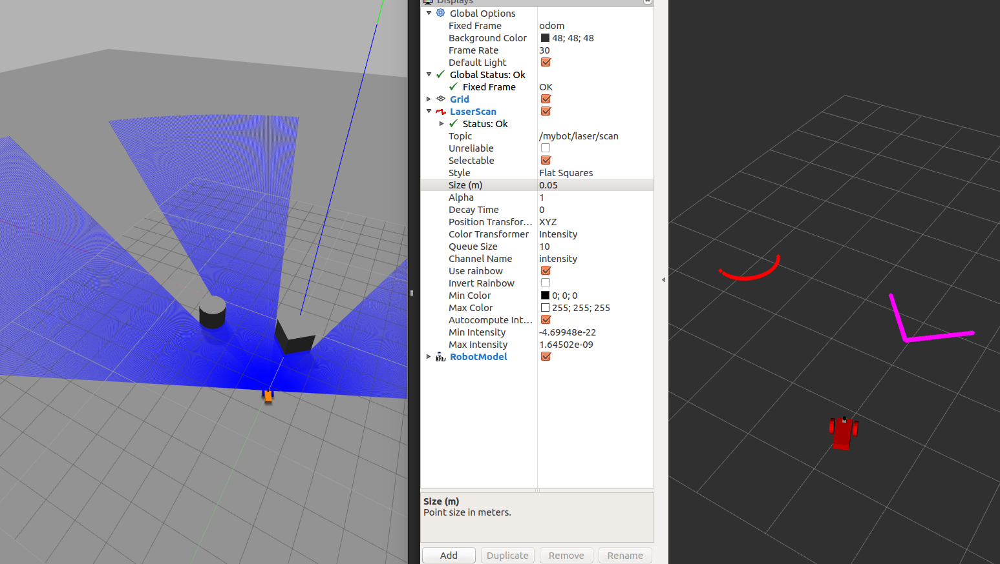 Displays
Global Options
Fixed Frame odom
Background Color 48; 48; 48
Frame Rate 30
Default Light
Global Status: Ok
Fixed Frame OK
Grid
LaserScan
Status: Ok
Topic /mybot/laser/scan
Unreliable
Selectable
Style Flat Squares
Size (m) 0.05
Alpha 1
Decay Time 0
Position Transfor... XYZ
Color Transformer Intensity
Queue Size 10
Channel Name intensity
Use rainbow
Invert Rainbow
Min Color 0; 0; 0
Max Color 255; 255; 255
Autocompute Int...
Min Intensity -4.69948e-22
Max Intensity 1.64502e-09
RobotModel
Size (m)
Point size in meters.
Add Duplicate Remove Rename